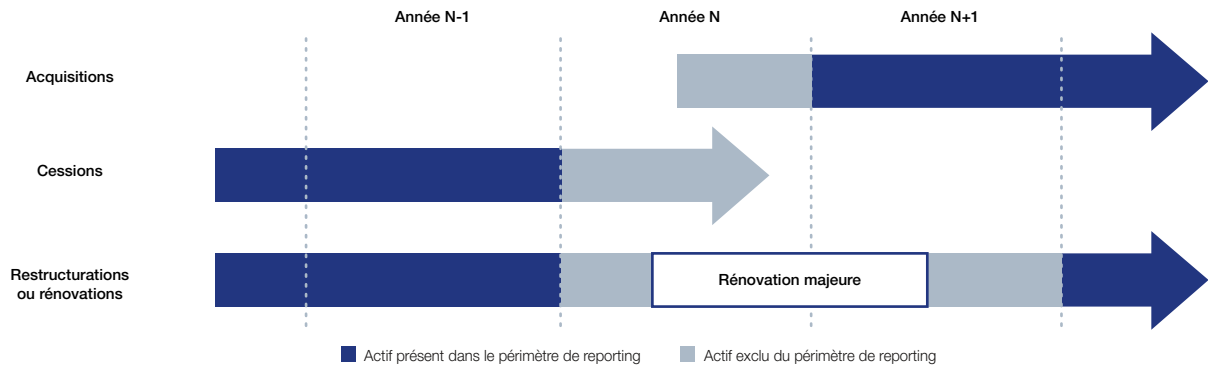 Année N-1
Année N
Année N+1
Acquisitions
Cessions
Restructurations
ou rénovations
Rénovation majeure
Actif présent dans le périmètre de reporting
Actif exclu du périmètre de reporting